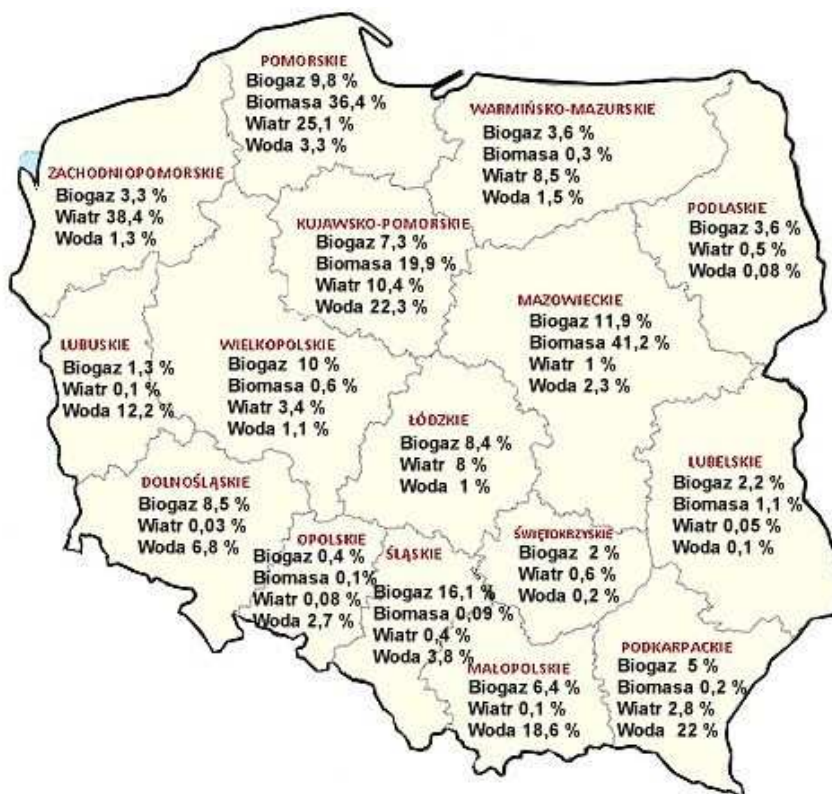 POMORSKIE
Biogaz 9,8 %
Biomasa 36,4 %
Wiatr 25,1 %
Woda 3,3 %
WARMIŃSKO-MAZURSKIE
Biogaz 3,6 %
Biomasa 0,3 %
Wiatr 8,5 %
Woda 1,5 %
ZACHODNIOPOMORSKIE
Biogaz 3,3 %
Wiatr 38,4 %
Woda 1,3 %
KUJAWSKO-POMORSKIE
Biogaz 7,3 %
Biomasa 19,9 %
Wiatr 10,4 %
Woda 22,3 %
PODLASKIE
Biogaz 3,6 %
Wiatr 0,5 %
Woda 0,08 %
MAZOWIECKIE
Biogaz 11,9 %
Biomasa 41,2 %
Wiatr 1 %
Woda 2,3 %
ŁUBUSKIE
Biogaz 1,3 %
Wiatr 0,1 %
Woda 12,2 %
WIELKOPOLSKIE
Biogaz 10 %
Biomasa 0,6 %
Wiatr 3,4 %
Woda 1,1 %
ŁÓDZKIE
Biogaz 8,4 %
Wiatr 8 %
Woda 1 %
ŁUBELSKIE
Biogaz 2,2 %
Biomasa 1,1 %
Wiatr 0,05 %
Woda 0,1 %
DOLNOŚLĄSKIE
Biogaz 8,5 %
Wiatr 0,03 %
Woda 6,8 %
OPOLSKIE
Biogaz 0,4 %
Biomasa 0,1%
Wiatr 0,08 %
Woda 2,7 %
ŚLĄSKIE
Biogaz 16,1 %
Biomasa 0,09 %
Wiatr 0,4 %
Woda 3,8 %
ŚWIĘTOKRZYSKIE
Biogaz 2 %
Wiatr 0,6 %
Woda 0,2 %
MAŁOPOLSKIE
Biogaz 6,4 %
Wiatr 0,1 %
Woda 18,6 %
PODKARPACKIE
Biogaz 5 %
Biomasa 0,2 %
Wiatr 2,8 %
Woda 22 %